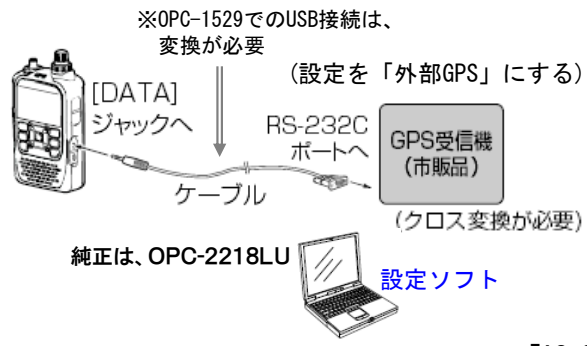 ※OPC-1529でのUSB接続は、
変換が必要
(設定を「外部GPS」にする)
[DATA]
ジャックへ
RS-232C
ポートへ
GPS受信機
(市販品)
ケーブル
(クロス変換が必要)
純正は、OPC-2218LU
設定ソフト